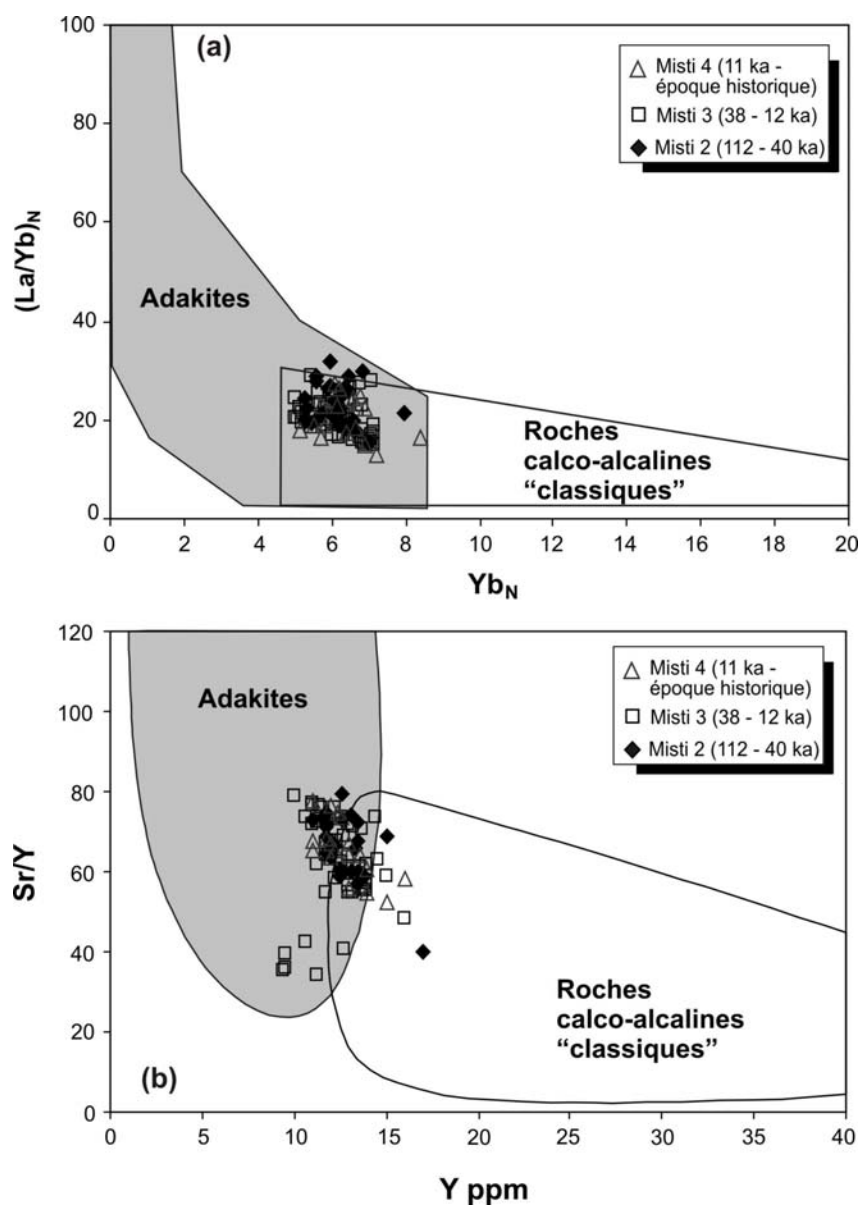 (a)
100
80
60
40
20
0
(La/Yb)N
Adakites
Roches
calco-alcalines
“classiques”
Misti 4 (11 ka -
époque historique)
Misti 3 (38 - 12 ka)
Misti 2 (112 - 40 ka)
0 2 4 6 8 10 12 14 16 18 20
YbN
120
100
80
60
40
20
0
Sr/Y
Adakites
Misti 4 (11 ka -
époque historique)
Misti 3 (38 - 12 ka)
Misti 2 (112 - 40 ka)
Roches
calco-alcalines
“classiques”
(b)
0 5 10 15 20 25 30 35 40
Y ppm